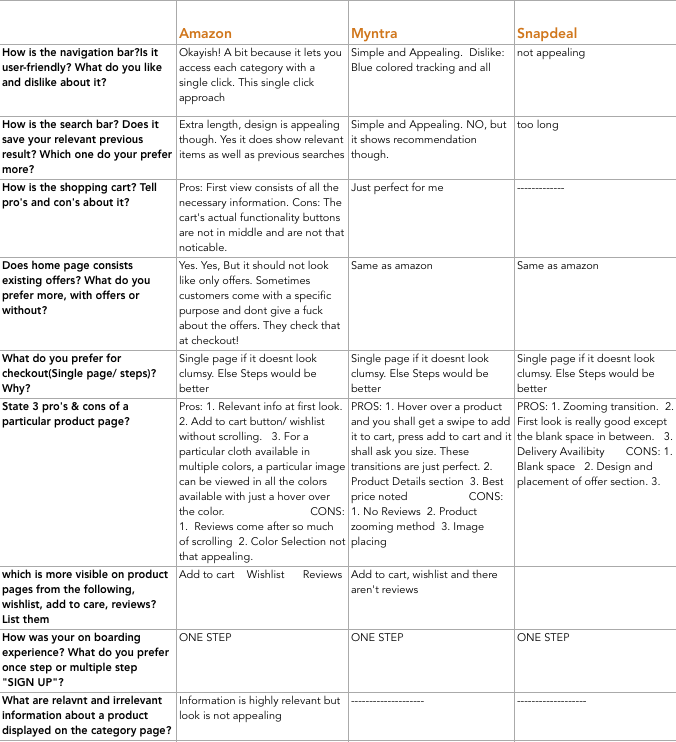 Amazon
Myntra
Snapdeal
How is the navigation bar?Is it
user-friendly? What do you like
and dislike about it?
Okayish! A bit because it lets you
access each category with a
single click. This single click
approach
Simple and Appealing.  Dislike:
Blue colored tracking and all
not appealing
How is the search bar? Does it
save your relevant previous
result? Which one do your prefer
more?
Extra length, design is appealing
though. Yes it does show relevant
items as well as previous searches
Simple and Appealing. NO, but
it shows recommendation
though.
too long
How is the shopping cart? Tell
pro's and con's about it?
Pros: First view consists of all the
necessary information. Cons: The
cart's actual functionality buttons
are not in middle and are not that
noticable.
Just perfect for me
-------------
Does home page consists
existing offers? What do you
prefer more, with offers or
without?
Yes. Yes, But it should not look
like only offers. Sometimes
customers come with a specific
purpose and dont give a fuck
about the offers. They check that
at checkout!
Same as amazon
Same as amazon
What do you prefer for
checkout(Single page/ steps)?
Why?
Single page if it doesnt look
clumsy. Else Steps would be
better
Single page if it doesnt look
clumsy. Else Steps would be
better
Single page if it doesnt look
clumsy. Else Steps would be
better
State 3 pro's & cons of a
particular product page?
Pros: 1. Relevant info at first look.
2. Add to cart button/ wishlist
without scrolling.   3. For a
particular cloth available in
multiple colors, a particular image
can be viewed in all the colors
available with just a hover over
the color. CONS:
1.  Reviews come after so much
of scrolling  2. Color Selection not
that appealing.
PROS: 1. Hover over a product
and you shall get a swipe to add
it to cart, press add to cart and it
shall ask you size. These
transitions are just perfect. 2.
Product Details section  3. Best
price noted CONS:
1. No Reviews  2. Product
zooming method  3. Image
placing
PROS: 1. Zooming transition.  2.
First look is really good except
the blank space in between.   3.
Delivery Availibity CONS: 1.
Blank space   2. Design and
placement of offer section. 3.
which is more visible on product
pages from the following,
wishlist, add to care, reviews?
List them
Add to cart    Wishlist      Reviews
Add to cart, wishlist and there
aren't reviews
How was your on boarding
experience? What do you prefer
once step or multiple step
"SIGN UP"?
ONE STEP
ONE STEP
ONE STEP
What are relavnt and irrelevant
information about a product
displayed on the category page?
Information is highly relevant but
look is not appealing
--------------------
-------------------